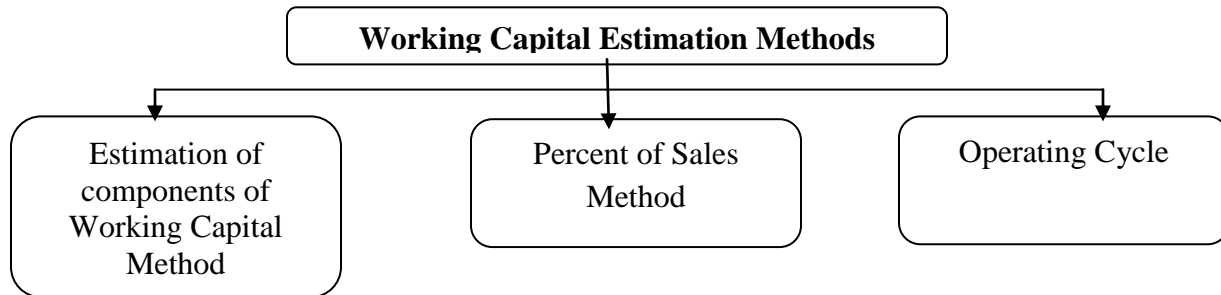 Working Capital Estimation Methods
Estimation of
components of
Working Capital
Method
Percent of Sales
Method
Operating Cycle